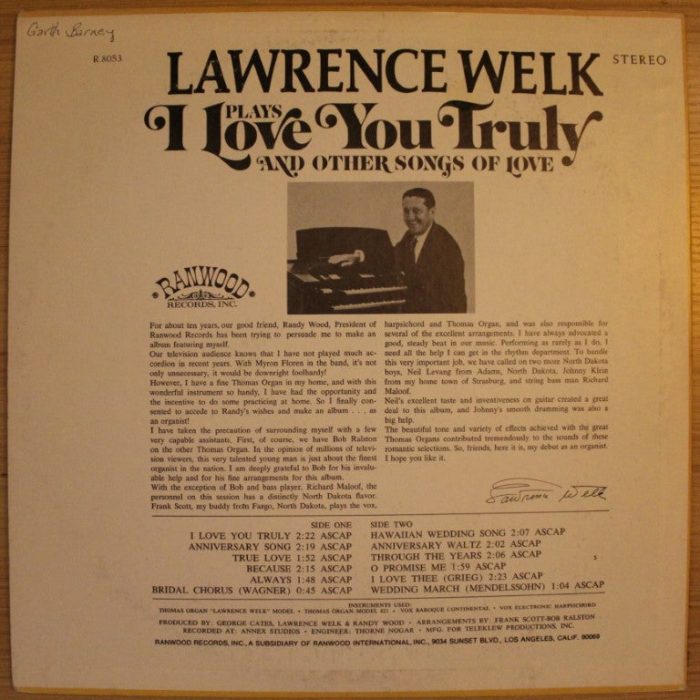 Garth Barney
R.8053
LAWRENCE WELK
STEREO
PLAYS
I Love You Truly
AND OTHER SONGS OF LOVE
RANWOOD
RECORDS, INC.
For about ten years, our good friend, Randy Wood, President of
Ranwood Records has been trying to persuade me to make an
album featuring myself.
Our television audience knows that I have not played much ac-
cordion in recent years. With Myron Floren in the band, it's not
only unnecessary, it would be downright foolhardy!
However, I have a fine Thomas Organ in my home, and with this
wonderful instrument so handy, I have had the opportunity and
the incentive to do some practicing at home. So I finally con-
sented to accede to Randy's wishes and make an album . . . as
an organist!
I have taken the precaution of surrounding myself with a few
very capable assistants. First, of course, we have Bob Ralston
on the other Thomas Organ. In the opinion of millions of televi-
sion viewers, this very talented young man is just about the finest
organist in the nation. I am deeply grateful to Bob for his invalu-
able help and for his fine arrangements for this album.
With the exception of Bob and bass player, Richard Maloof, the
personnel on this session has a distinctly North Dakota flavor.
Frank Scott, my buddy from Fargo, North Dakota, plays the vox,
harpsichord and Thomas Organ, and was also responsible for
several of the excellent arrangements. I have always advocated a
good, steady beat in our music. Performing as rarely as I do, I
need all the help I can get in the rhythm department. To handle
this very important job, we have called on two more North Dakota
boys, Neil Levang from Adams, North Dakota, Johnny Klein
from my home town of Strasburg, and string bass man Richard
Maloof.
Neil's excellent taste and inventiveness on guitar created a great
deal to this album, and Johnny's smooth drumming was also a
big help.
The beautiful tone and variety of effects achieved with the great
Thomas Organs contributed tremendously to the sounds of these
romantic selections. So, friends, here it is, my debut as an organist.
I hope you like it.
Lawrence Welk
SIDE ONE
I LOVE YOU TRULY 2:22 ASCAP
ANNIVERSARY SONG 2:19 ASCAP
TRUE LOVE 1:52 ASCAP
BECAUSE 2:15 ASCAP
ALWAYS 1:48 ASCAP
BRIDAL CHORUS (WAGNER) 0:45 ASCAP
SIDE TWO
HAWAIIAN WEDDING SONG 2:07 ASCAP
ANNIVERSARY WALTZ 2:02 ASCAP
THROUGH THE YEARS 2:06 ASCAP
O PROMISE ME 1:59 ASCAP
I LOVE THEE (GRIEG) 2:23 ASCAP
WEDDING MARCH (MENDELSSOHN) 1:04 ASCAP
INSTRUMENTS USED:
THOMAS ORGAN "LAWRENCE WELK" MODEL • THOMAS ORGAN MODEL 821 • VOX BAROQUE CONTINENTAL • VOX ELECTRONIC HARPSICHORD
PRODUCED BY: GEORGE CATES, LAWRENCE WELK & RANDY WOOD • ARRANGEMENTS BY: FRANK SCOTT-BOB RALSTON
RECORDED AT: ANNEX STUDIOS • ENGINEER: THORNE NOGAR • MFG. FOR TELEKLEW PRODUCTIONS, INC.
RANWOOD RECORDS, INC., A SUBSIDIARY OF RANWOOD INTERNATIONAL, INC., 9034 SUNSET BLVD., LOS ANGELES, CALIF. 90069